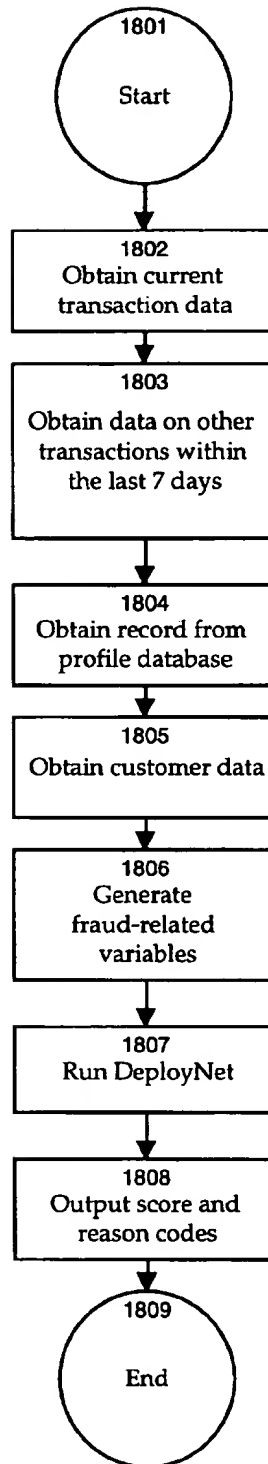 1801
Start
1802
Obtain current
transaction data
1803
Obtain data on other
transactions within
the last 7 days
1804
Obtain record from
profile database
1805
Obtain customer data
1806
Generate
fraud-related
variables
1807
Run DeployNet
1808
Output score and
reason codes
1809
End